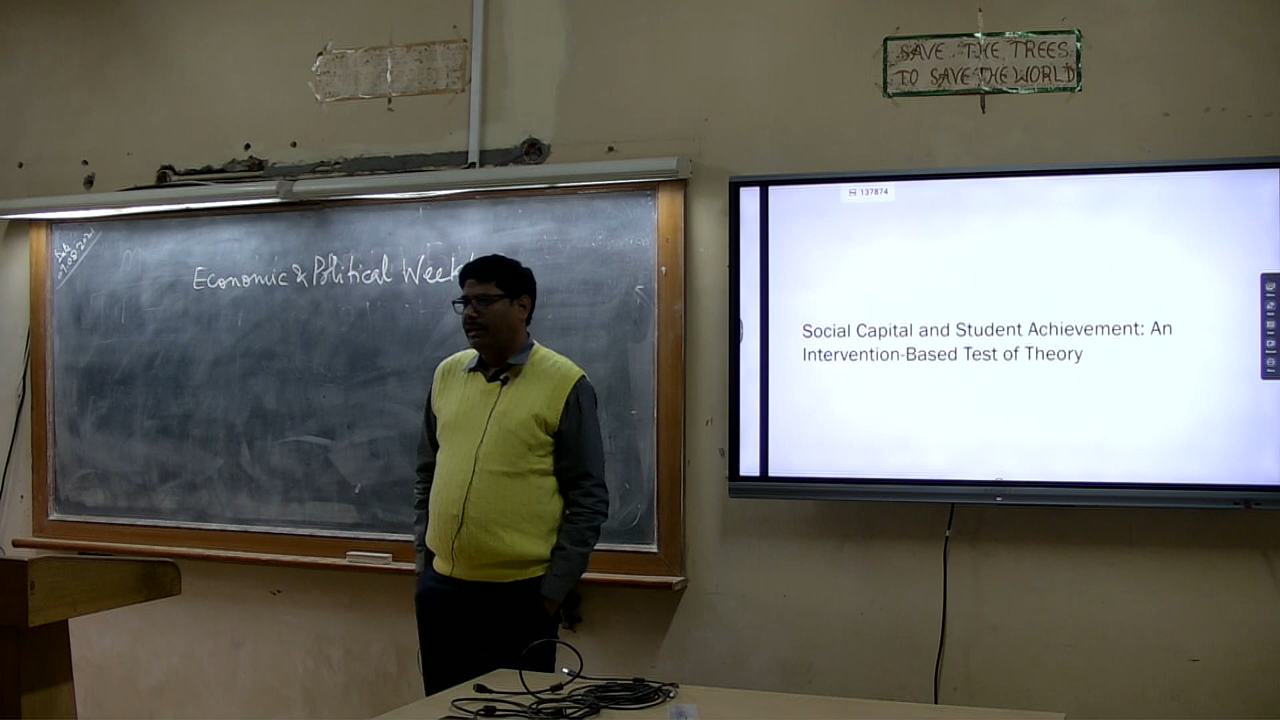 SAVE THE TREES
TO SAVE THE WORLD
Economic & Political Week
137874
Social Capital and Student Achievement: An
Intervention-Based Test of Theory